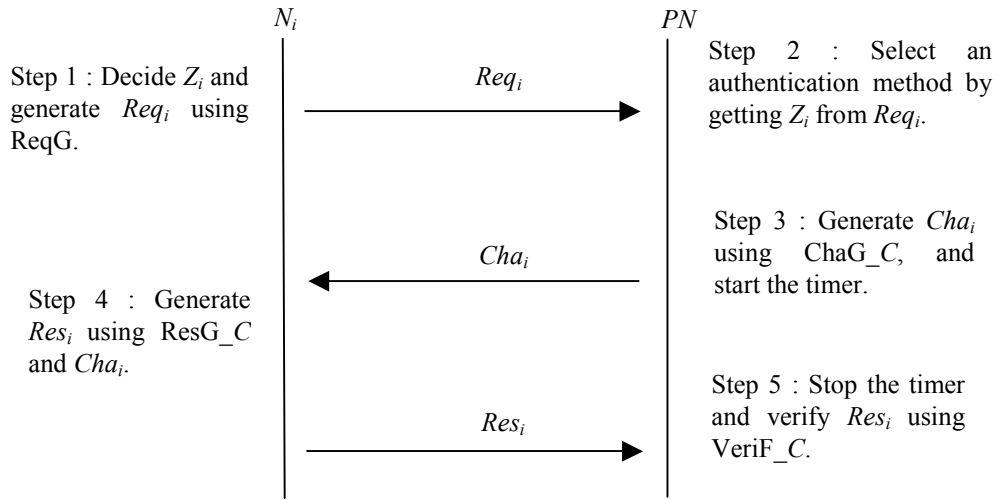 N_i
PN
Step 1 : Decide Z_i and
generate Req_i using
ReqG.
Req_i
Step 2 : Select an
authentication method by
getting Z_i from Req_i.
Step 3 : Generate Cha_i
using ChaG_C, and
start the timer.
Cha_i
Step 4 : Generate
Res_i using ResG_C
and Cha_i.
Res_i
Step 5 : Stop the timer
and verify Res_i using
VeriF_C.